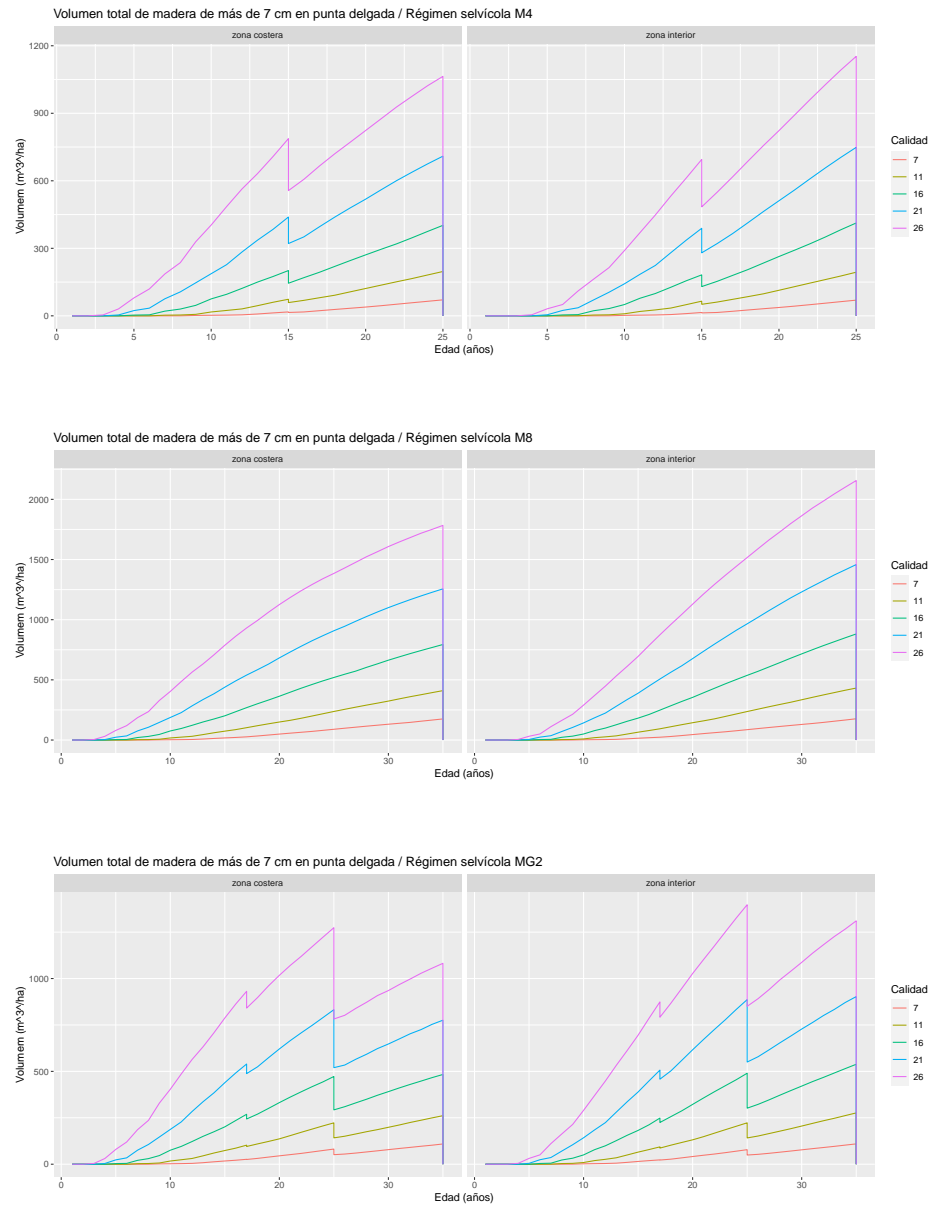 Volumen total de madera de más de 7 cm en punta delgada / Régimen selvícola M4
zona costera
zona interior
1200
900
600
300
0
Volumem (m^3^/ha)
0 5 10 15 20 25
0 5 10 15 20 25
Edad (años)
Calidad
7
11
16
21
26
Volumen total de madera de más de 7 cm en punta delgada / Régimen selvícola M8
zona costera
zona interior
2000
1500
1000
500
0
Volumem (m^3^/ha)
0 10 20 30
0 10 20 30
Edad (años)
Calidad
7
11
16
21
26
Volumen total de madera de más de 7 cm en punta delgada / Régimen selvícola MG2
zona costera
zona interior
1000
500
0
Volumem (m^3^/ha)
0 10 20 30
0 10 20 30
Edad (años)
Calidad
7
11
16
21
26